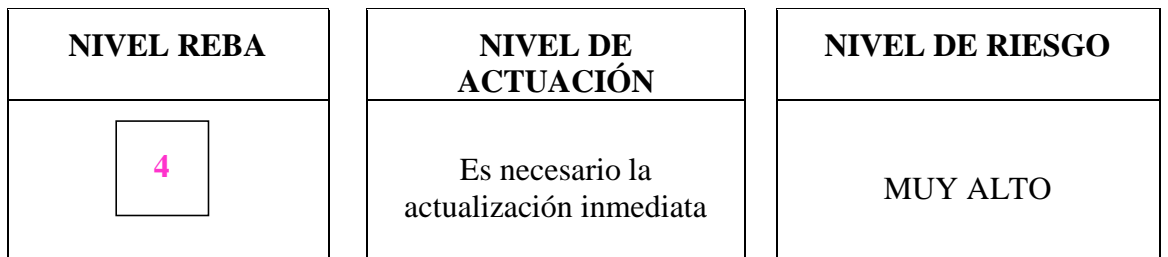 NIVEL REBA
4
NIVEL DE
ACTUACIÓN
Es necesario la
actualización inmediata
NIVEL DE RIESGO
MUY ALTO